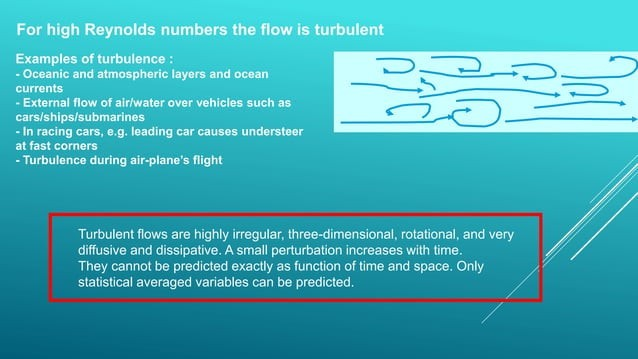 For high Reynolds numbers the flow is turbulent
Examples of turbulence :
- Oceanic and atmospheric layers and ocean
currents
- External flow of air/water over vehicles such as
cars/ships/submarines
- In racing cars, e.g. leading car causes understeer
at fast corners
- Turbulence during air-plane’s flight
Turbulent flows are highly irregular, three-dimensional, rotational, and very
diffusive and dissipative. A small perturbation increases with time.
They cannot be predicted exactly as function of time and space. Only
statistical averaged variables can be predicted.